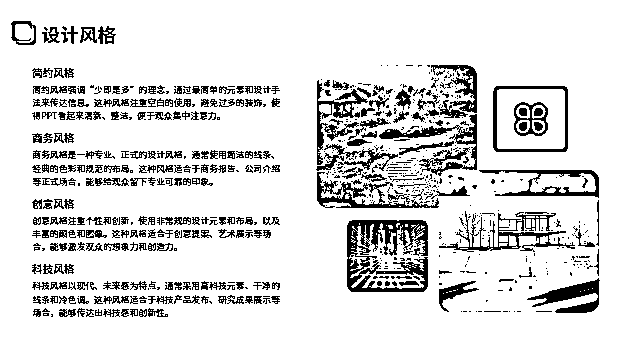 设计风格
简约风格
简约风格强调“少即是多”的理念，通过最简单的元素和设计手
法来传达信息。这种风格注重空白的使用，避免过多的装饰，使
得PPT看起来清新、整洁，便于观众集中注意力。
商务风格
商务风格是一种专业、正式的设计风格，通常使用简洁的线条、
经典的色彩和规范的布局。这种风格适合于商务报告、公司介绍
等正式场合，能够给观众留下专业可靠的印象。
创意风格
创意风格注重个性和创新，使用非常规的设计元素和布局，以及
丰富的颜色和图像。这种风格适合于创意提案、艺术展示等场
合，能够激发观众的想象力和创造力。
科技风格
科技风格以现代、未来感为特点，通常采用高科技元素、干净的
线条和冷色调。这种风格适合于科技产品发布、研究成果展示等
场合，能够传达出科技感和创新性。